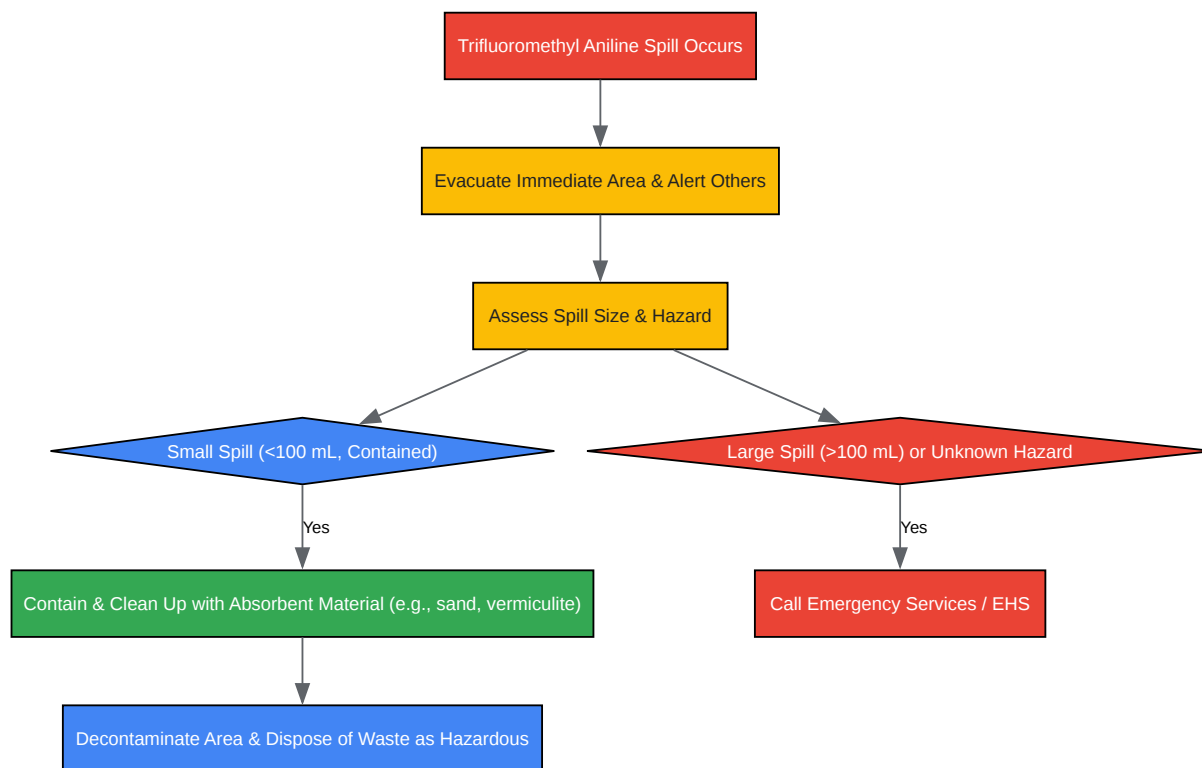 Trifluoromethyl Aniline Spill Occurs
Evacuate Immediate Area & Alert Others
Assess Spill Size & Hazard
Small Spill (<100 mL, Contained)
Large Spill (>100 mL) or Unknown Hazard
Yes
Yes
Contain & Clean Up with Absorbent Material (e.g., sand, vermiculite)
Call Emergency Services / EHS
Decontaminate Area & Dispose of Waste as Hazardous